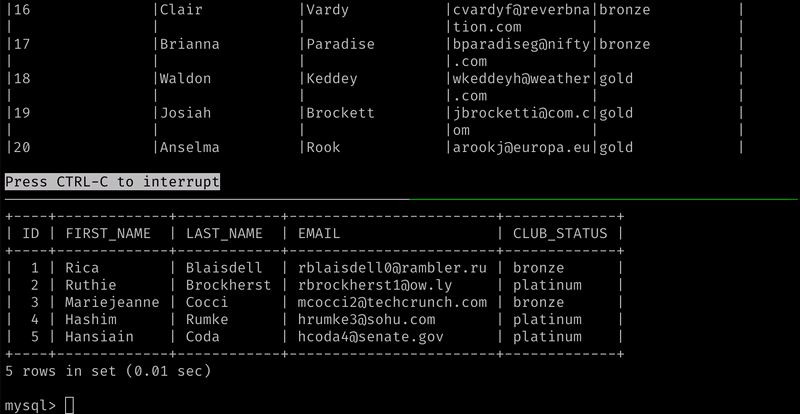 |16 |Clair |Vardy |cvardyf@reverbna|bronze |
| | | |tion.com | |
|17 |Brianna |Paradise |bparadiseg@nifty|bronze |
| | | |.com | |
|18 |Waldon |Keddey |wkeddeyh@weather|gold |
| | | |.com | |
|19 |Josiah |Brockett |jbrocketti@com.c|gold |
| | | |om | |
|20 |Anselma |Rook |arookj@europa.eu|gold |
Press CTRL-C to interrupt
+----+-------------+------------+------------------------+-------------+
| ID | FIRST_NAME | LAST_NAME | EMAIL | CLUB_STATUS |
+----+-------------+------------+------------------------+-------------+
| 1 | Rica | Blaisdell | rblaisdell0@rambler.ru | bronze |
| 2 | Ruthie | Brockherst | rbrockherst1@ow.ly | platinum |
| 3 | Mariejeanne | Cocci | mcocci2@techcrunch.com | bronze |
| 4 | Hashim | Rumke | hrumke3@sohu.com | platinum |
| 5 | Hansiain | Coda | hcoda4@senate.gov | platinum |
+----+-------------+------------+------------------------+-------------+
5 rows in set (0.01 sec)
mysql>